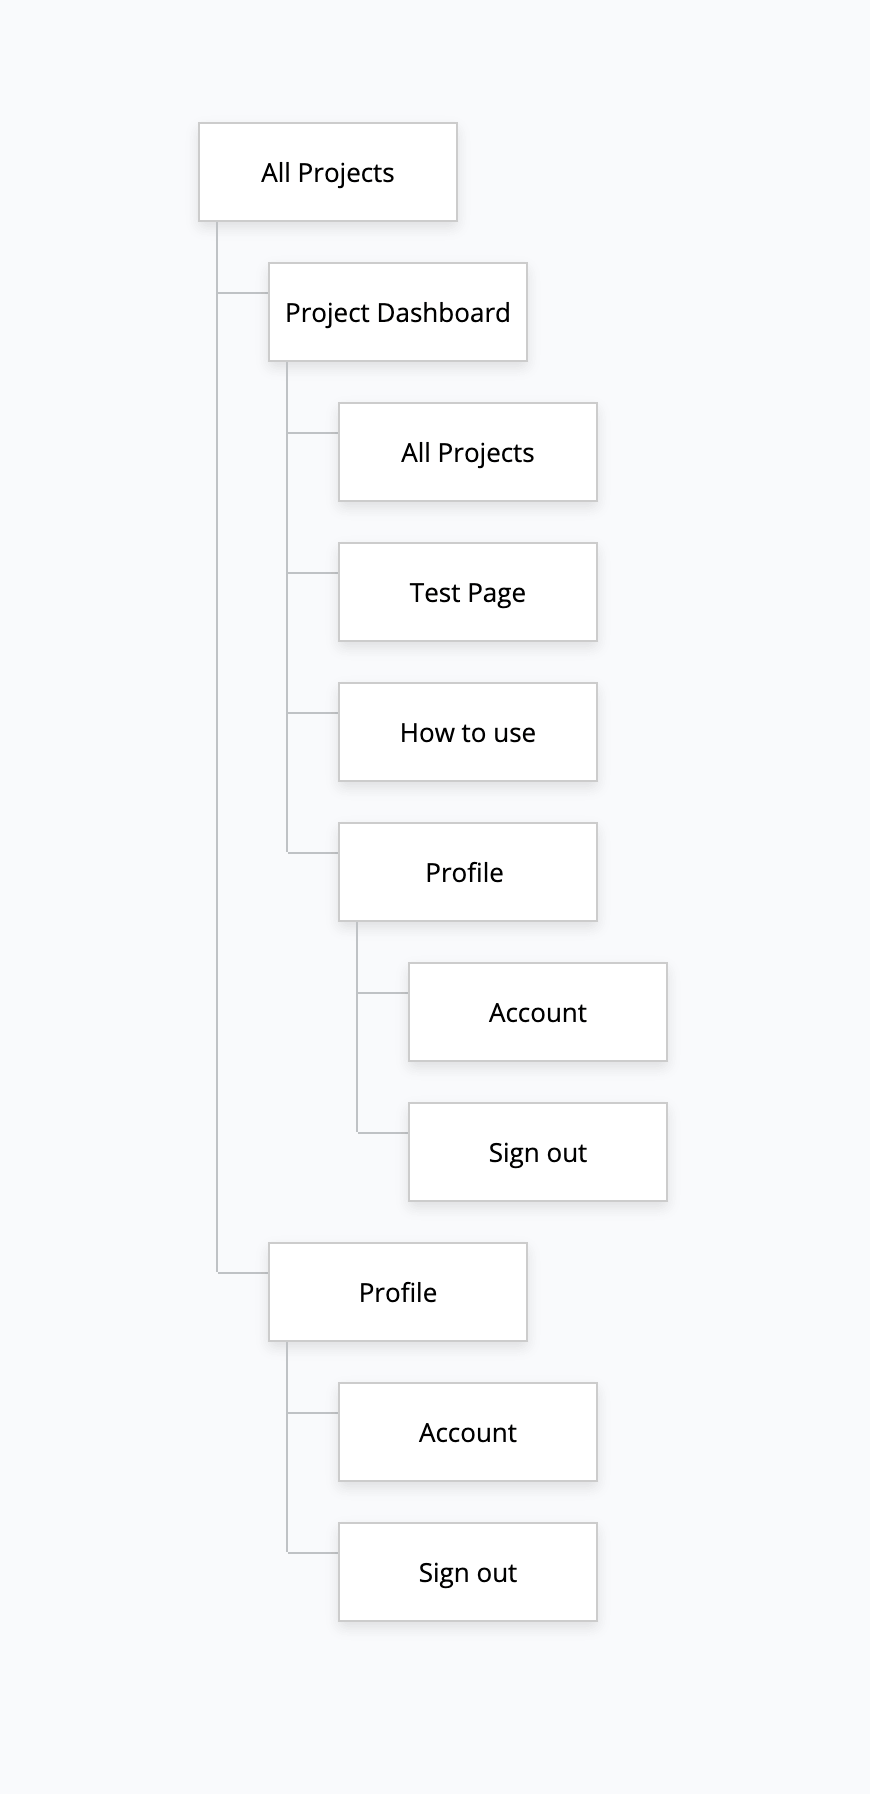 All Projects
Project Dashboard
All Projects
Test Page
How to use
Profile
Account
Sign out
Profile
Account
Sign out